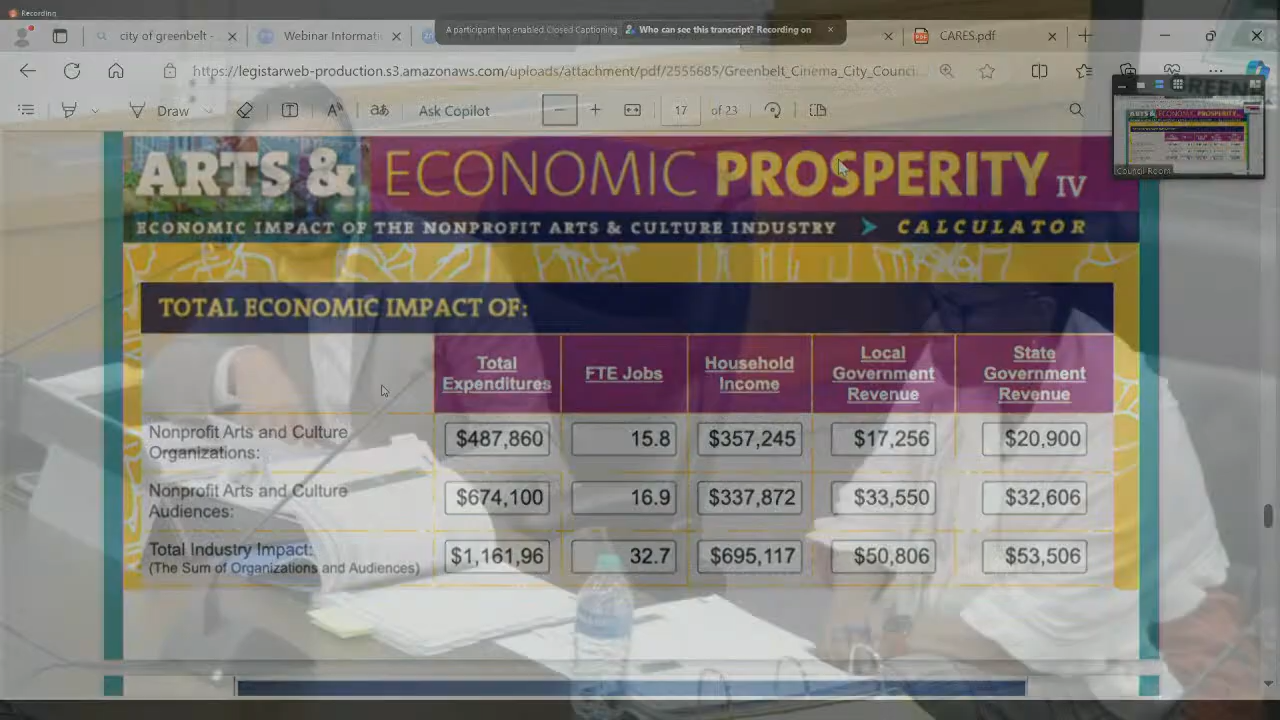 Recording
city of greenbelt -
Webinar Informati
A participant has enabled Closed Captioning
Who can see this transcript? Recording on
CARES.pdf
https://legistarweb-production.s3.amazonaws.com/uploads/attachment/pdf/2555685/Greenbelt_Cinema_City_Counci...
Draw
Ask Copilot
17 of 23
Council Room
ARTS & ECONOMIC PROSPERITY IV
ECONOMIC IMPACT OF THE NONPROFIT ARTS & CULTURE INDUSTRY CALCULATOR
TOTAL ECONOMIC IMPACT OF:
Total Expenditures FTE Jobs Household Income Local Government Revenue State Government Revenue
Nonprofit Arts and Culture Organizations: $487,860 15.8 $357,245 $17,256 $20,900
Nonprofit Arts and Culture Audiences: $674,100 16.9 $337,872 $33,550 $32,606
Total Industry Impact: $1,161,96 32.7 $695,117 $50,806 $53,506
(The Sum of Organizations and Audiences)